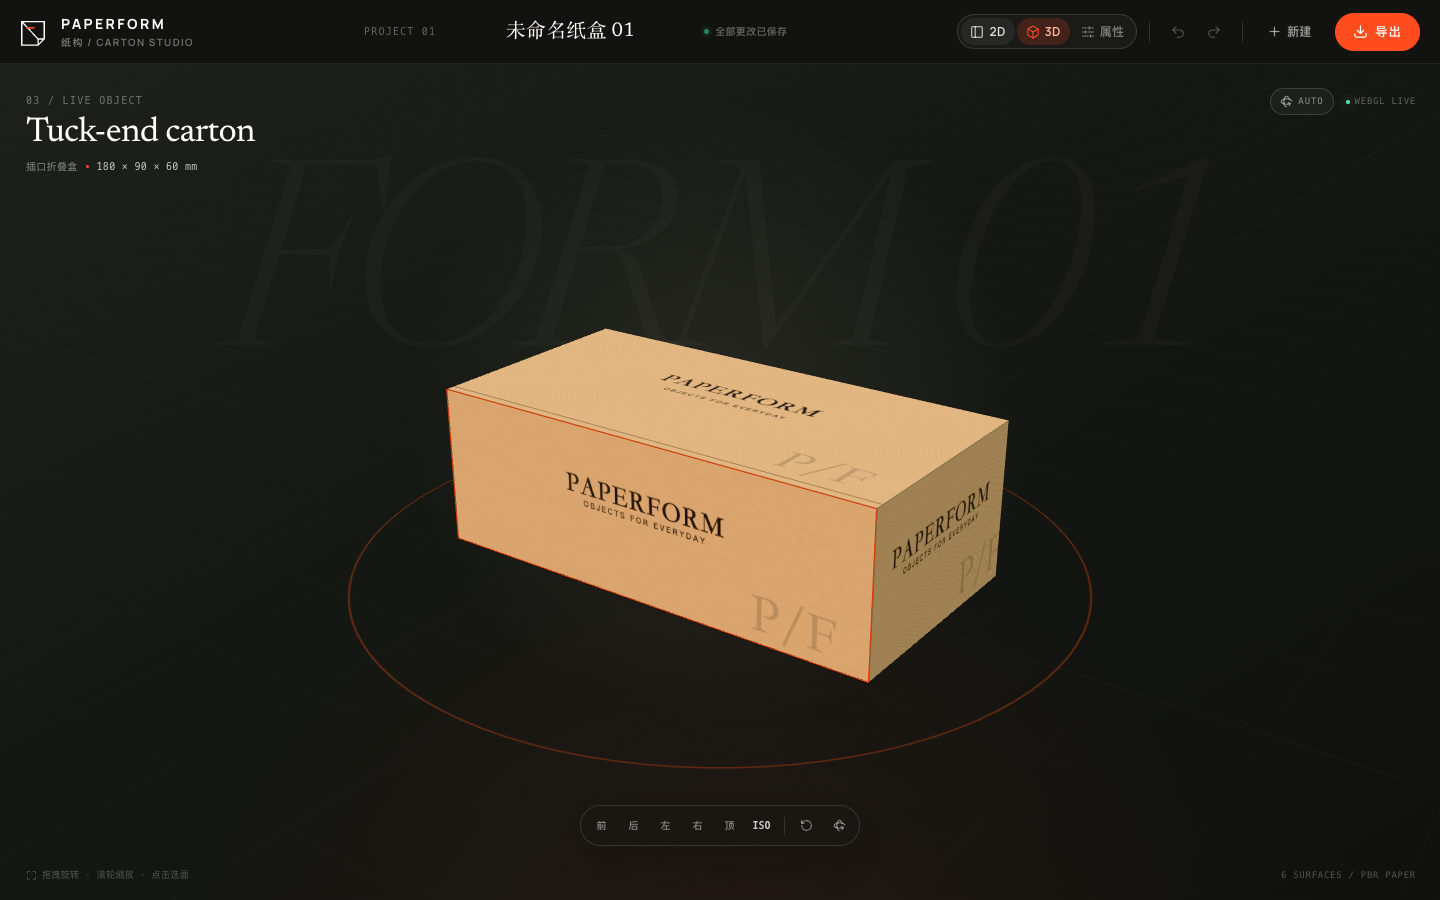 PAPERFORM
纸构 / CARTON STUDIO
PROJECT 01
未命名纸盒 01
全部更改已保存
2D
3D
属性
新建
导出
03 / LIVE OBJECT
Tuck-end carton
插口折叠盒 • 180 × 90 × 60 mm
AUTO
WEBGL LIVE
FORM 01
PAPERFORM
OBJECTS FOR EVERYDAY
P/F
PAPERFORM
OBJECTS FOR EVERYDAY
P/F
PAPERFORM
OBJECTS FOR EVERYDAY
P/F
前 后 左 右 顶 ISO
拖拽旋转 · 滚轮缩放 · 点击选面
6 SURFACES / PBR PAPER